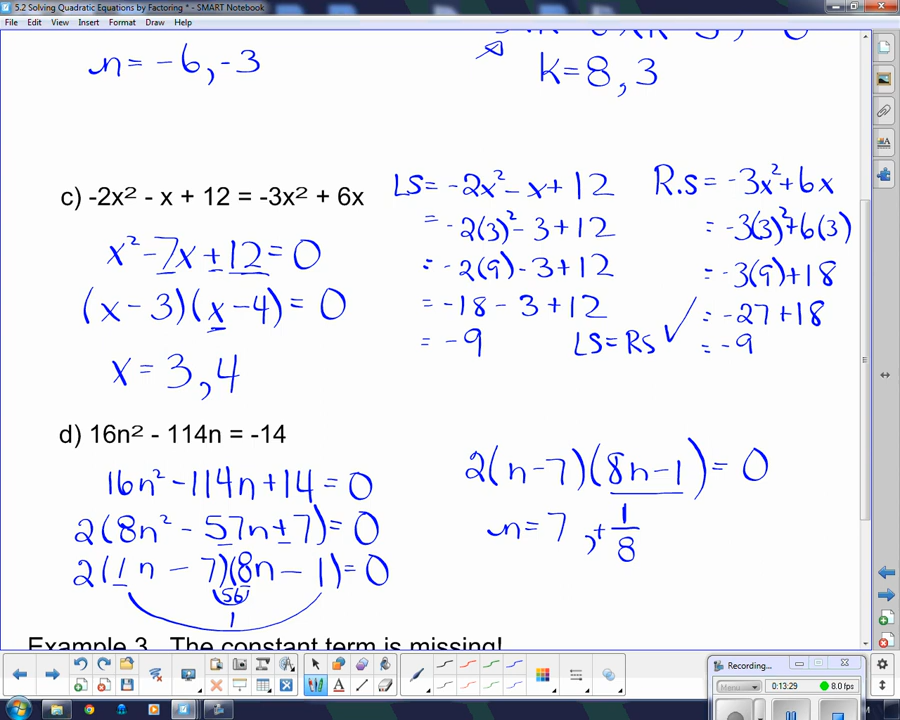 5.2 Solving Quadratic Equations by Factoring * - SMART Notebook
File Edit View Insert Format Draw Help
n = -6, -3
k = 8, 3
c) -2x² - x + 12 = -3x² + 6x
x² - 7x + 12 = 0
(x - 3)(x - 4) = 0
x = 3, 4
LS = -2x² - x + 12
= -2(3)² - 3 + 12
= -2(9) - 3 + 12
= -18 - 3 + 12
= -9
LS = RS ✓
R.S = -3x² + 6x
= -3(3)² + 6(3)
= -3(9) + 18
= -27 + 18
= -9
d) 16n² - 114n = -14
16n² - 114n + 14 = 0
2(8n² - 57n + 7) = 0
2(1n - 7)(8n - 1) = 0
56
1
2(n - 7)(8n - 1) = 0
n = 7, + 1/8
Example 3 The constant term is missing!
Recording...
Menu
0:13:29
8.0 fps